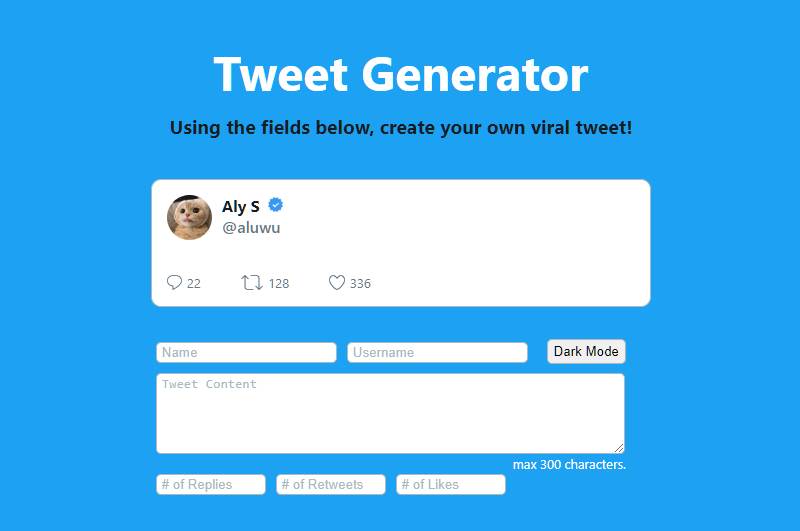 Tweet Generator
Using the fields below, create your own viral tweet!
Aly S
@aluwu
22 128 336
Name Username Dark Mode
Tweet Content
max 300 characters.
# of Replies # of Retweets # of Likes